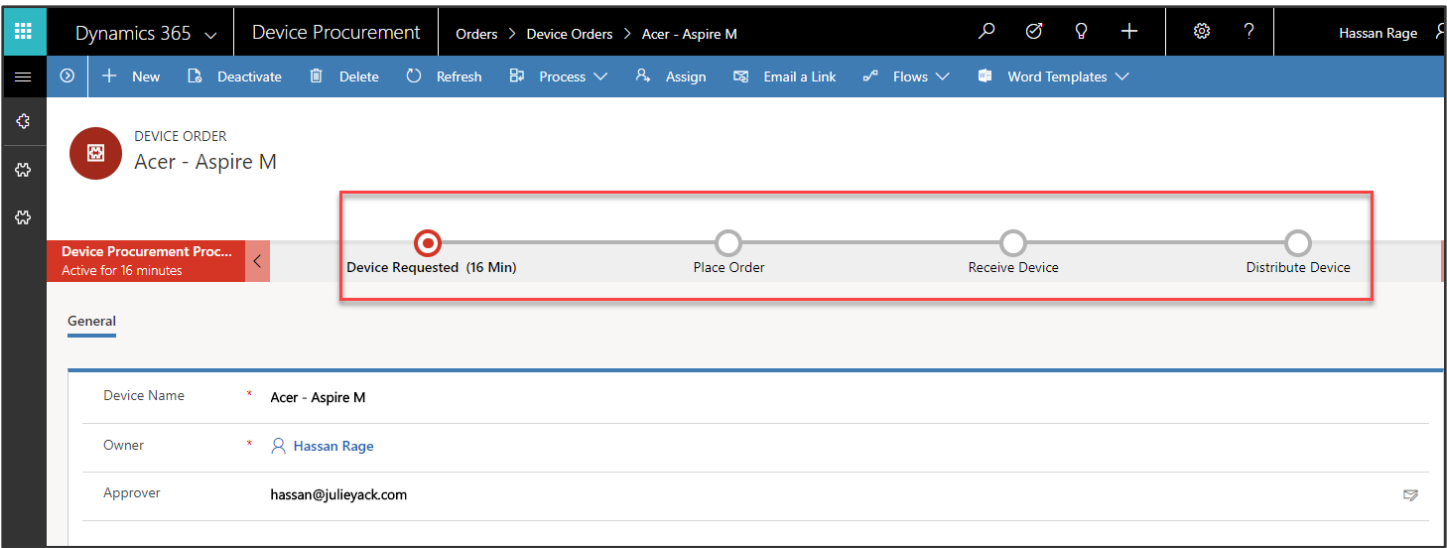 Dynamics 365 Device Procurement Orders > Device Orders > Acer - Aspire M ? Hassan Rage
New Deactivate Delete Refresh Process Assign Email a Link Flows Word Templates
DEVICE ORDER
Acer - Aspire M
Device Procurement Proc...
Active for 16 minutes
Device Requested (16 Min) Place Order Receive Device Distribute Device
General
Device Name * Acer - Aspire M
Owner * Hassan Rage
Approver hassan@julieyack.com